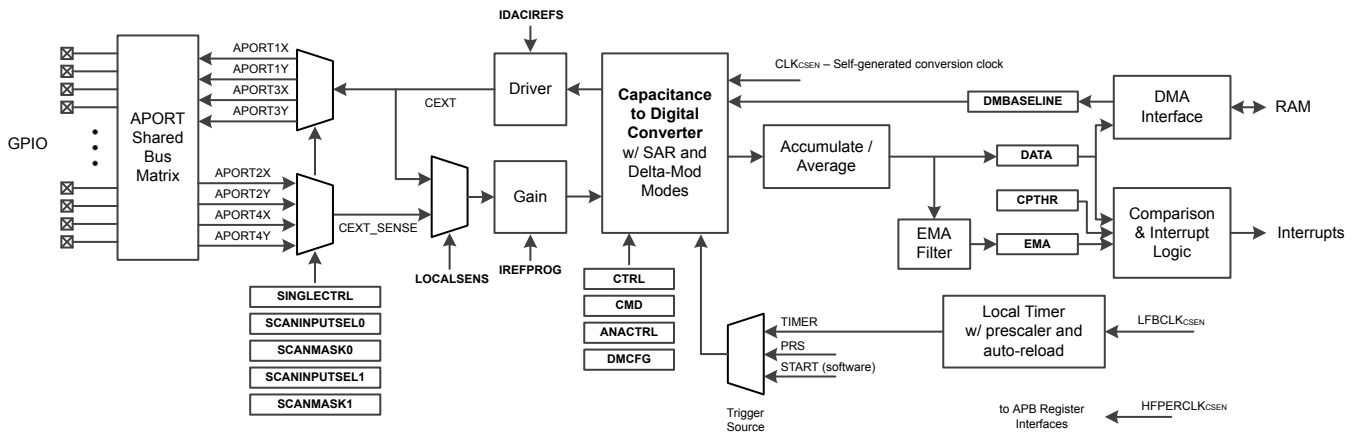 IDACIREFS
GPIO
APORT
Shared
Bus
Matrix
APORT1X
APORT1Y
APORT3X
APORT3Y
APORT2X
APORT2Y
APORT4X
APORT4Y
CEXT
CEXT_SENSE
Driver
Gain
LOCALSENS
IREFPROG
SINGLECTRL
SCANINPUTSEL0
SCANMASK0
SCANINPUTSEL1
SCANMASK1
Capacitance
to Digital
Converter
w/ SAR and
Delta-Mod
Modes
CTRL
CMD
ANACTRL
DMCFG
CLKCSEN – Self-generated conversion clock
DMBASELINE
DMA
Interface
RAM
Accumulate /
Average
DATA
CPTHR
EMA
Filter
EMA
Comparison
& Interrupt
Logic
Interrupts
TIMER
PRS
START (software)
Trigger
Source
Local Timer
w/ prescaler and
auto-reload
LFBCLKCSEN
to APB Register
Interfaces
HFPERCLKCSEN